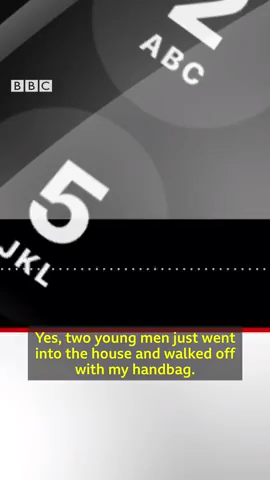 2
ABC
BBC
5
JKL
Yes, two young men just went
into the house and walked off
with my handbag.